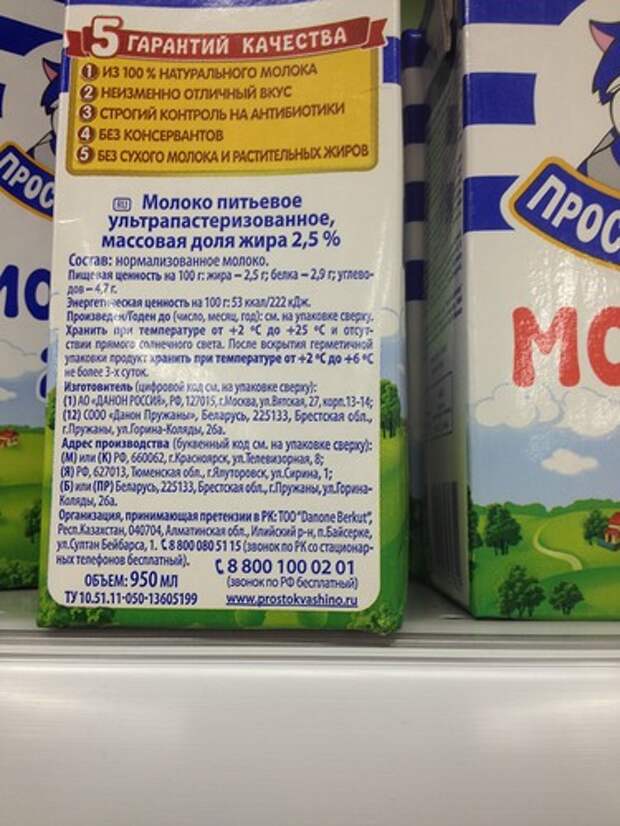 5 ГАРАНТИЙ КАЧЕСТВА
1 ИЗ 100 % НАТУРАЛЬНОГО МОЛОКА
2 НЕИЗМЕННО ОТЛИЧНЫЙ ВКУС
3 СТРОГИЙ КОНТРОЛЬ НА АНТИБИОТИКИ
4 БЕЗ КОНСЕРВАНТОВ
5 БЕЗ СУХОГО МОЛОКА И РАСТИТЕЛЬНЫХ ЖИРОВ
RU Молоко питьевое
ультрапастеризованное,
массовая доля жира 2,5 %
Состав: нормализованное молоко.
Пищевая ценность на 100 г: жира – 2,5 г; белка – 2,9 г; углево-
дов – 4,7 г.
Энергетическая ценность на 100 г: 53 ккал/222 кДж.
Произведен/Годен до (число, месяц, год): см. на упаковке сверху.
Хранить при температуре от +2 °C до +25 °C и отсут-
ствии прямого солнечного света. После вскрытия герметичной
упаковки продукт хранить при температуре от +2 °C до +6 °C
не более 3-х суток.
Изготовитель (цифровой код см. на упаковке сверху):
(1) АО «ДАНОН РОССИЯ», РФ, 127015, г.Москва, ул.Вятская, 27, корп.13-14;
(12) СООО «Данон Пружаны», Беларусь, 225133, Брестская обл.,
г.Пружаны, ул.Горина-Коляды, 26а.
Адрес производства (буквенный код см. на упаковке сверху):
(М) или (К) РФ, 660062, г.Красноярск, ул.Телевизорная, 8;
(Я) РФ, 627013, Тюменская обл., г.Ялуторовск, ул.Сирина, 1;
(Б) или (ПР) Беларусь, 225133, Брестская обл., г.Пружаны, ул.Горина-
Коляды, 26а.
Организация, принимающая претензии в РК: ТОО "Danone Berkut",
Респ.Казахстан, 040704, Алматинская обл., Илийский р-н, п.Байсерке,
ул.Султан Бейбарса, 1. 8 800 080 51 15 (звонок по РК со стационар-
ных телефонов бесплатный).
8 800 100 02 01
ОБЪЕМ: 950 МЛ
(звонок по РФ бесплатный)
ТУ 10.51.11-050-13605199
www.prostokvashino.ru
ПРОС
ПРОС
МО